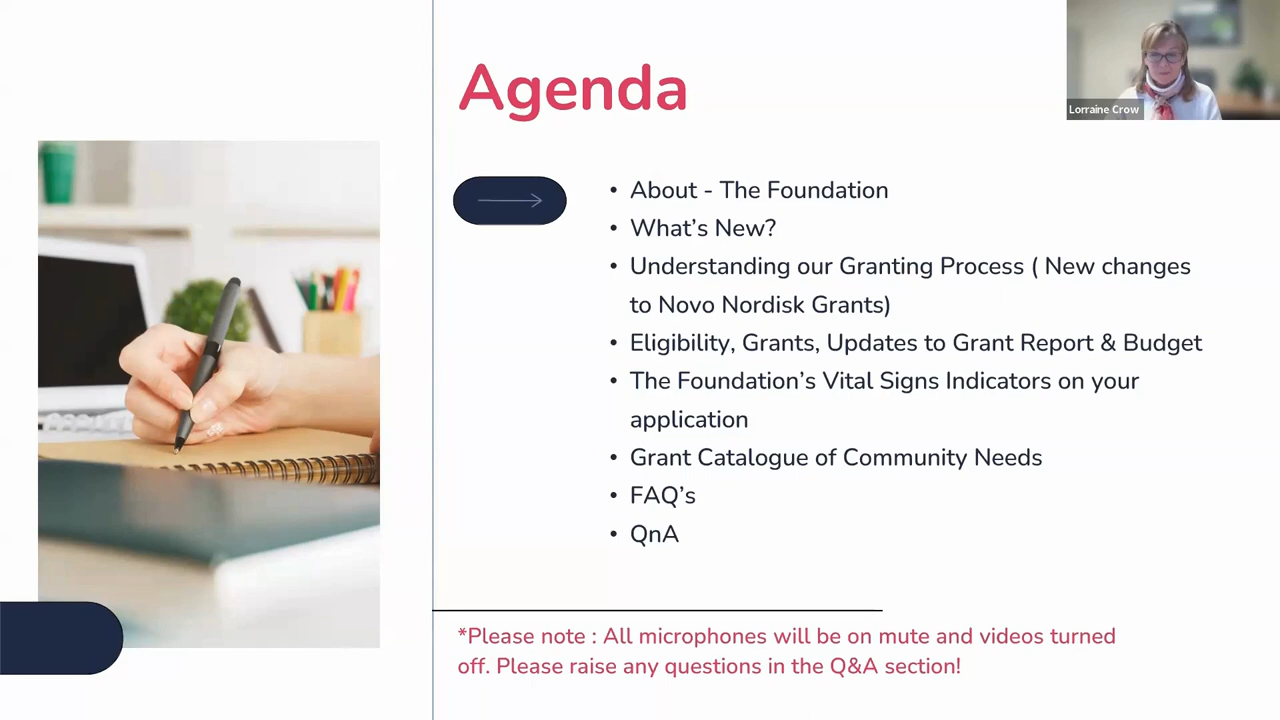 Agenda
Lorraine Crow
• About - The Foundation
• What’s New?
• Understanding our Granting Process ( New changes
to Novo Nordisk Grants)
• Eligibility, Grants, Updates to Grant Report & Budget
• The Foundation’s Vital Signs Indicators on your
application
• Grant Catalogue of Community Needs
• FAQ’s
• QnA
*Please note : All microphones will be on mute and videos turned
off. Please raise any questions in the Q&A section!